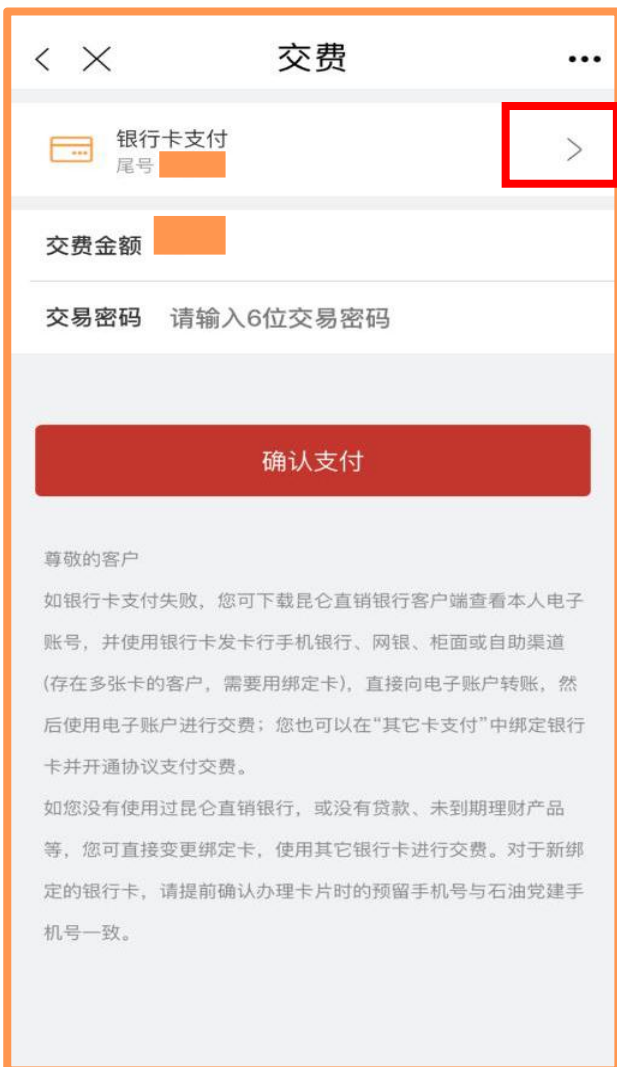 交费
银行卡支付
尾号
交费金额
交易密码 请输入6位交易密码
确认支付
尊敬的客户
如银行卡支付失败，您可下载昆仑直销银行客户端查看本人电子
账号，并使用银行卡发卡行手机银行、网银、柜面或自助渠道
(存在多张卡的客户，需要用绑定卡)，直接向电子账户转账，然
后使用电子账户进行交费；您也可以在“其它卡支付”中绑定银行
卡并开通协议支付交费。
如您没有使用过昆仑直销银行，或没有贷款、未到期理财产品
等，您可直接变更绑定卡，使用其它银行卡进行交费。对于新绑
定的银行卡，请提前确认办理卡片时的预留手机号与石油党建手
机号一致。